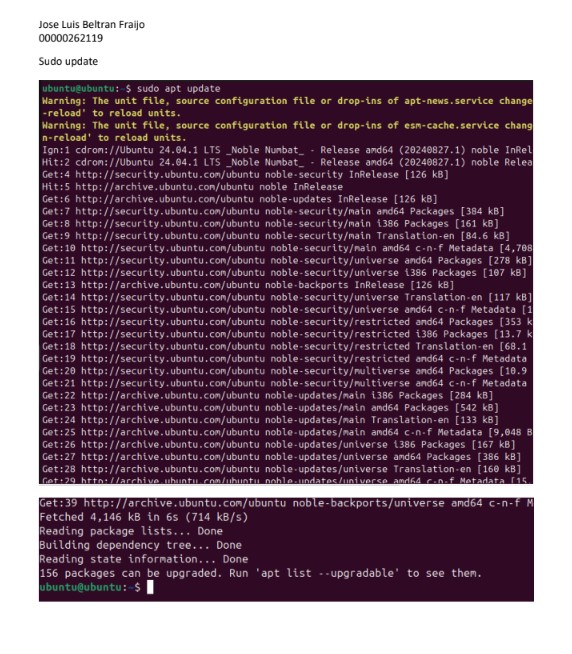 Jose Luis Beltran Fraijo
00000262119
Sudo update
ubuntu@ubuntu:~$ sudo apt update
Warning: The unit file, source configuration file or drop-ins of apt-news.service change
-reload' to reload units.
Warning: The unit file, source configuration file or drop-ins of esm-cache.service chang
n-reload' to reload units.
Ign:1 cdrom://Ubuntu 24.04.1 LTS _Noble Numbat_ - Release amd64 (20240827.1) noble InRel
Hit:2 cdrom://Ubuntu 24.04.1 LTS _Noble Numbat_ - Release amd64 (20240827.1) noble Relea
Get:4 http://security.ubuntu.com/ubuntu noble-security InRelease [126 kB]
Hit:5 http://archive.ubuntu.com/ubuntu noble InRelease
Get:6 http://archive.ubuntu.com/ubuntu noble-updates InRelease [126 kB]
Get:7 http://security.ubuntu.com/ubuntu noble-security/main amd64 Packages [384 kB]
Get:8 http://security.ubuntu.com/ubuntu noble-security/main i386 Packages [161 kB]
Get:9 http://security.ubuntu.com/ubuntu noble-security/main Translation-en [84.6 kB]
Get:10 http://security.ubuntu.com/ubuntu noble-security/main amd64 c-n-f Metadata [4,708
Get:11 http://security.ubuntu.com/ubuntu noble-security/universe amd64 Packages [278 kB]
Get:12 http://security.ubuntu.com/ubuntu noble-security/universe i386 Packages [107 kB]
Get:13 http://archive.ubuntu.com/ubuntu noble-backports InRelease [126 kB]
Get:14 http://security.ubuntu.com/ubuntu noble-security/universe Translation-en [117 kB]
Get:15 http://security.ubuntu.com/ubuntu noble-security/universe amd64 c-n-f Metadata [1
Get:16 http://security.ubuntu.com/ubuntu noble-security/restricted amd64 Packages [353 k
Get:17 http://security.ubuntu.com/ubuntu noble-security/restricted i386 Packages [13.7 k
Get:18 http://security.ubuntu.com/ubuntu noble-security/restricted Translation-en [68.1
Get:19 http://security.ubuntu.com/ubuntu noble-security/restricted amd64 c-n-f Metadata
Get:20 http://security.ubuntu.com/ubuntu noble-security/multiverse amd64 Packages [10.9
Get:21 http://security.ubuntu.com/ubuntu noble-security/multiverse amd64 c-n-f Metadata
Get:22 http://archive.ubuntu.com/ubuntu noble-updates/main i386 Packages [284 kB]
Get:23 http://archive.ubuntu.com/ubuntu noble-updates/main amd64 Packages [542 kB]
Get:24 http://archive.ubuntu.com/ubuntu noble-updates/main Translation-en [133 kB]
Get:25 http://archive.ubuntu.com/ubuntu noble-updates/main amd64 c-n-f Metadata [9,048 B
Get:26 http://archive.ubuntu.com/ubuntu noble-updates/universe i386 Packages [167 kB]
Get:27 http://archive.ubuntu.com/ubuntu noble-updates/universe amd64 Packages [386 kB]
Get:28 http://archive.ubuntu.com/ubuntu noble-updates/universe Translation-en [160 kB]
Get:29 http://archive.ubuntu.com/ubuntu noble-updates/universe amd64 c-n-f Metadata [15.
Get:39 http://archive.ubuntu.com/ubuntu noble-backports/universe amd64 c-n-f M
Fetched 4,146 kB in 6s (714 kB/s)
Reading package lists... Done
Building dependency tree... Done
Reading state information... Done
156 packages can be upgraded. Run 'apt list --upgradable' to see them.
ubuntu@ubuntu:~$